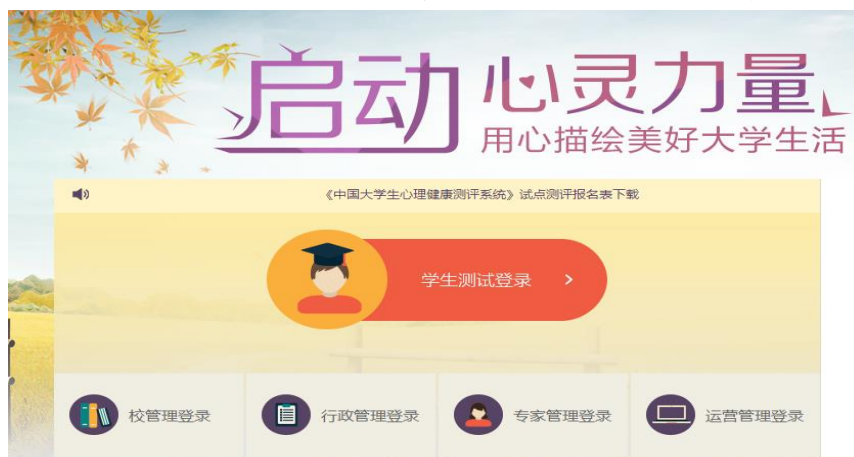 启动心灵力量
用心描绘美好大学生活
《中国大学生心理健康测评系统》试点测评报名表下载
学生测试登录 >
校管理登录
行政管理登录
专家管理登录
运营管理登录